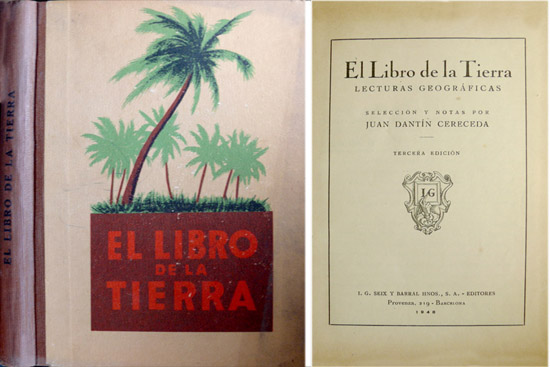 EL LIBRO DE LA TIERRA
EL LIBRO
DE LA
TIERRA
El Libro de la Tierra
LECTURAS GEOGRÁFICAS
SELECCIÓN Y NOTAS POR
JUAN DANTÍN CERECEDA
TERCERA EDICIÓN
I G
I. G. SEIX Y BARRAL HNOS., S. A. - EDITORES
Provenza, 219 - Barcelona